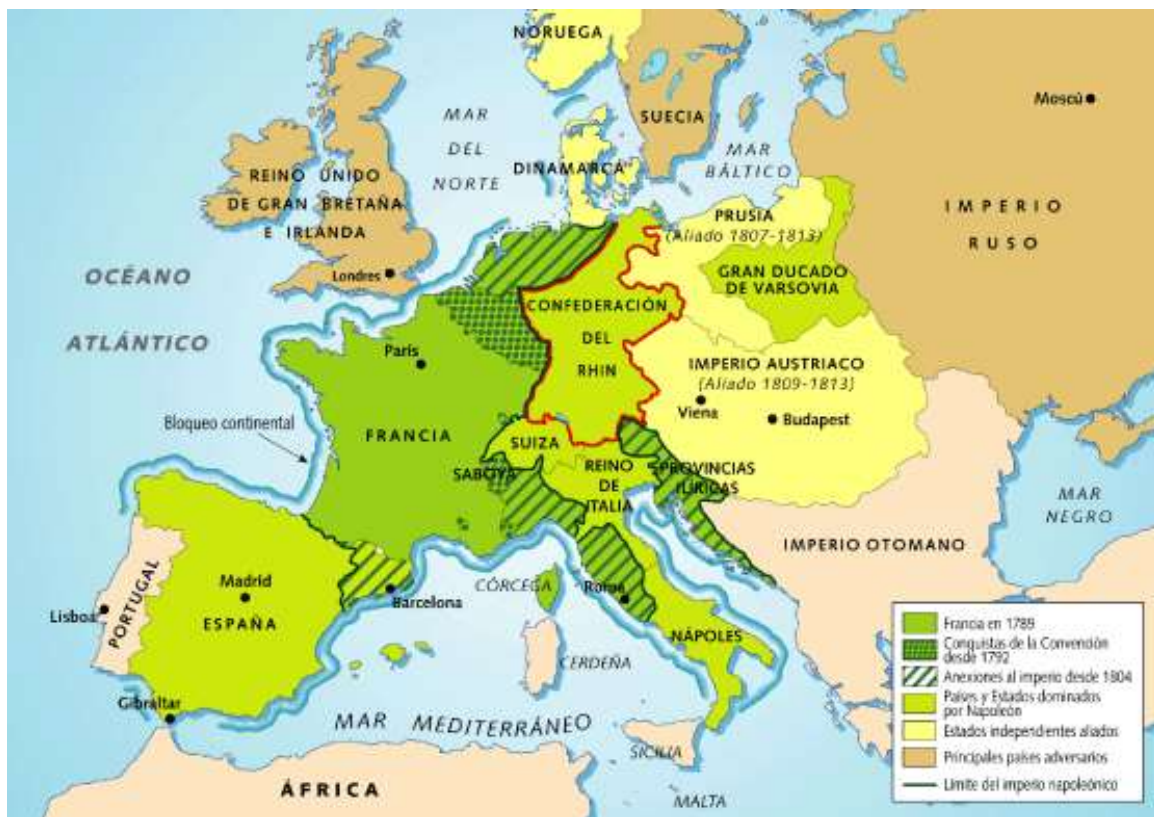 NORUEGA
MAR
DEL
NORTE
SUECIA
Moscú
DINAMARCA
MAR
BÁLTICO
REINO UNIDO
DE GRAN BRETAÑA
E IRLANDA
Londres
PRUSIA
(Aliado 1807-1813)
IMPERIO
RUSO
GRAN DUCADO
DE VARSOVIA
OCÉANO
ATLÁNTICO
CONFEDERACIÓN
DEL
RHIN
París
IMPERIO AUSTRIACO
(Aliado 1809-1813)
Viena
Budapest
Bloqueo continental
FRANCIA
SUIZA
SABOYA
REINO
DE
ITALIA
PROVINCIAS
ILÍRICAS
MAR
NEGRO
IMPERIO OTOMANO
PORTUGAL
Madrid
Lisboa
ESPAÑA
Barcelona
CÓRCEGA
Roma
NÁPOLES
CERDEÑA
Gibraltar
MAR MEDITERRÁNEO
SICILIA
ÁFRICA
MALTA
Francia en 1789
Conquistas de la Convención
desde 1792
Anexiones al imperio desde 1804
Países y Estados dominados
por Napoleón
Estados independientes aliados
Principales países adversarios
Límite del imperio napoleónico